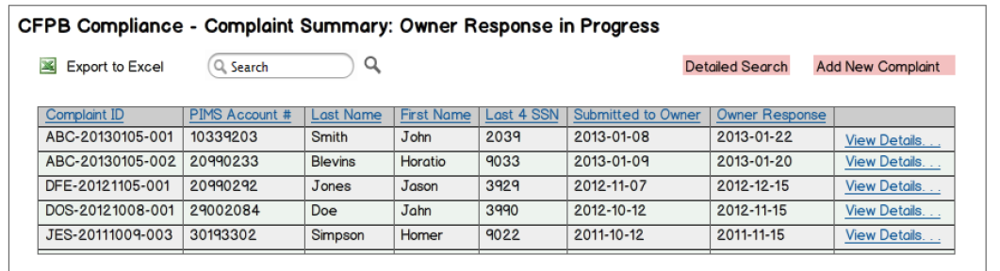 CFPB Compliance - Complaint Summary: Owner Response in Progress
Export to Excel Search Detailed Search Add New Complaint
Complaint ID PIMS Account # Last Name First Name Last 4 SSN Submitted to Owner Owner Response
ABC-20130105-001 10339203 Smith John 2039 2013-01-08 2013-01-22 View Details. . .
ABC-20130105-002 20990233 Blevins Horatio 9033 2013-01-09 2013-01-20 View Details. . .
DFE-20121105-001 20990292 Jones Jason 3929 2012-11-07 2012-12-15 View Details. . .
DOS-20121008-001 29002084 Doe Jahn 3990 2012-10-12 2012-11-15 View Details. . .
JES-20111009-003 30193302 Simpson Homer 9022 2011-10-12 2011-11-15 View Details. . .